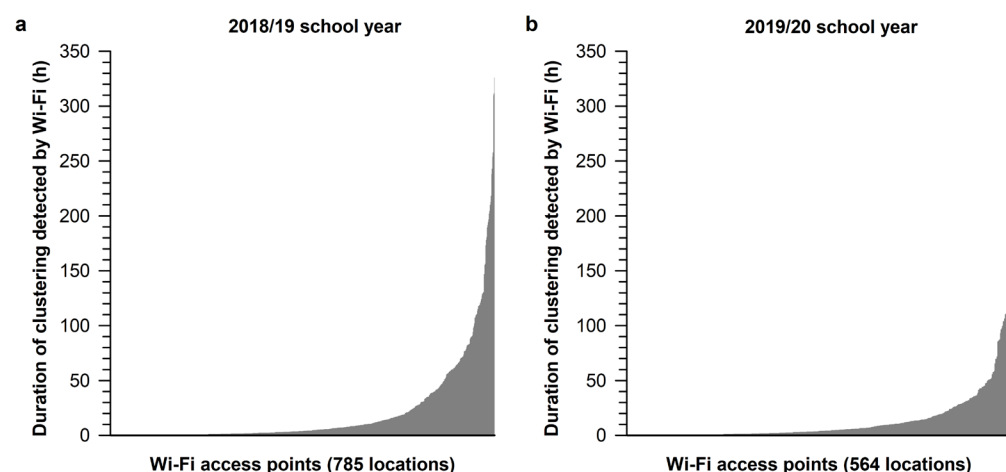 a
2018/19 school year
Duration of clustering detected by Wi-Fi (h)
350
300
250
200
150
100
50
0
Wi-Fi access points (785 locations)
b
2019/20 school year
Duration of clustering detected by Wi-Fi (h)
350
300
250
200
150
100
50
0
Wi-Fi access points (564 locations)